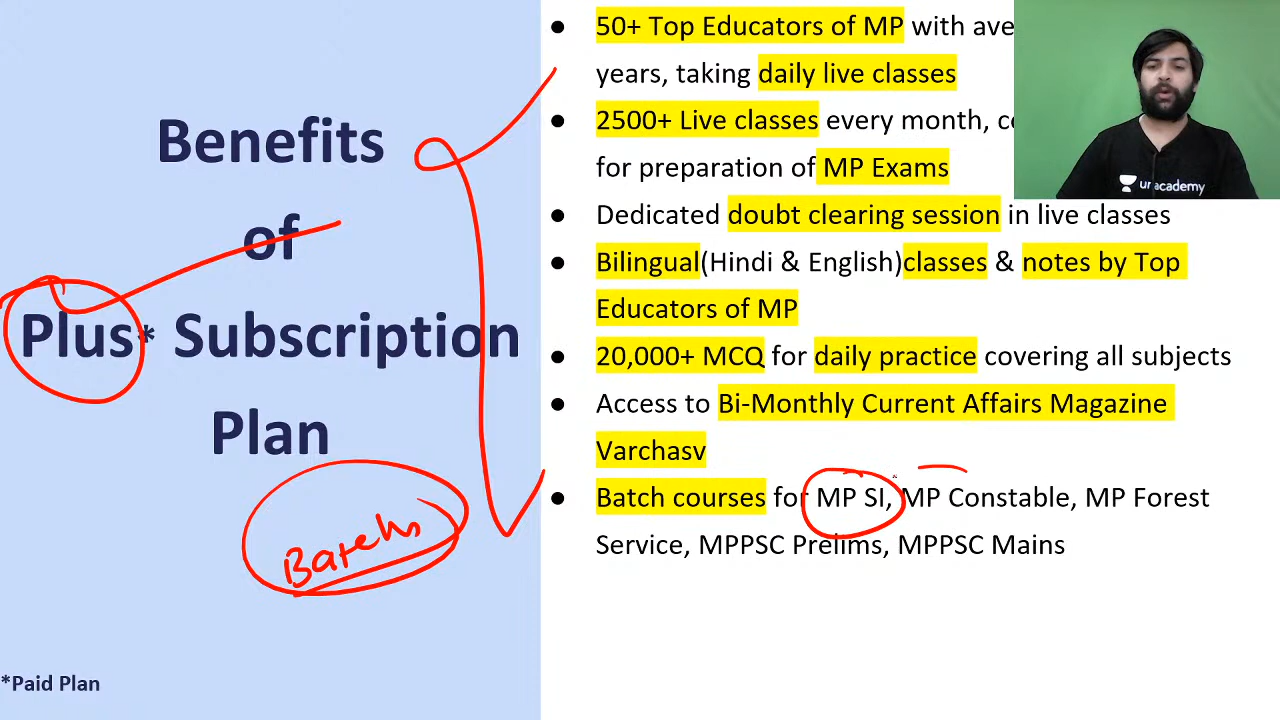 Benefits
of
Plus* Subscription
Plan
Batches
*Paid Plan
● 50+ Top Educators of MP with ave
years, taking daily live classes
● 2500+ Live classes every month, c
for preparation of MP Exams
● Dedicated doubt clearing session in live classes
● Bilingual(Hindi & English)classes & notes by Top
Educators of MP
● 20,000+ MCQ for daily practice covering all subjects
● Access to Bi-Monthly Current Affairs Magazine
Varchasv
● Batch courses for MP SI, MP Constable, MP Forest
Service, MPPSC Prelims, MPPSC Mains
unacademy